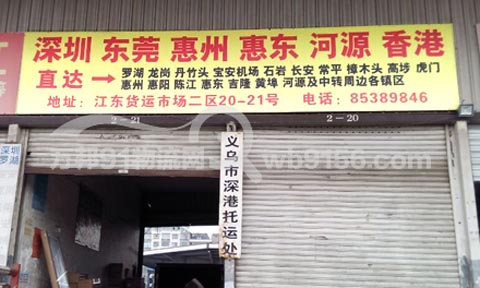 深圳 东莞 惠州 惠东 河源 香港
直达→
罗湖 龙岗 丹竹头 宝安机场 石岩 长安 常平 樟木头 高埗 虎门
惠州 惠阳 陈江 惠东 吉隆 黄埠 河源及中转周边各镇区
地址：江东货运市场二区20-21号 电话：85389846
2-21
2-20
义乌市深港托运处
深圳
罗湖